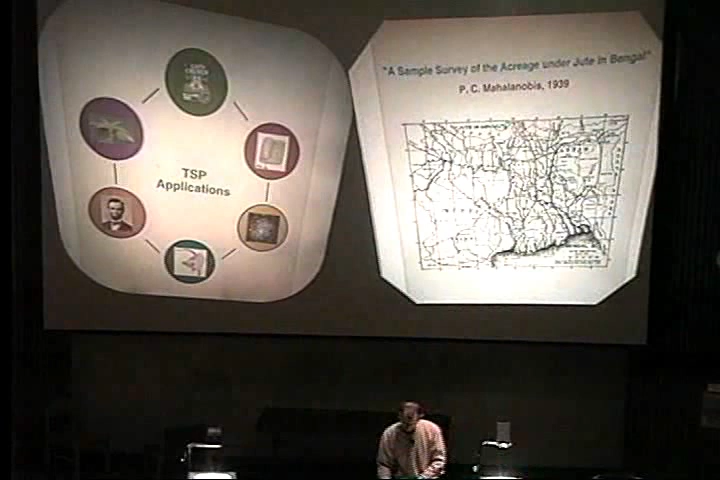 TSP
Applications
"A Sample Survey of the Acreage under Jute in Bengal"
P. C. Mahalanobis, 1939